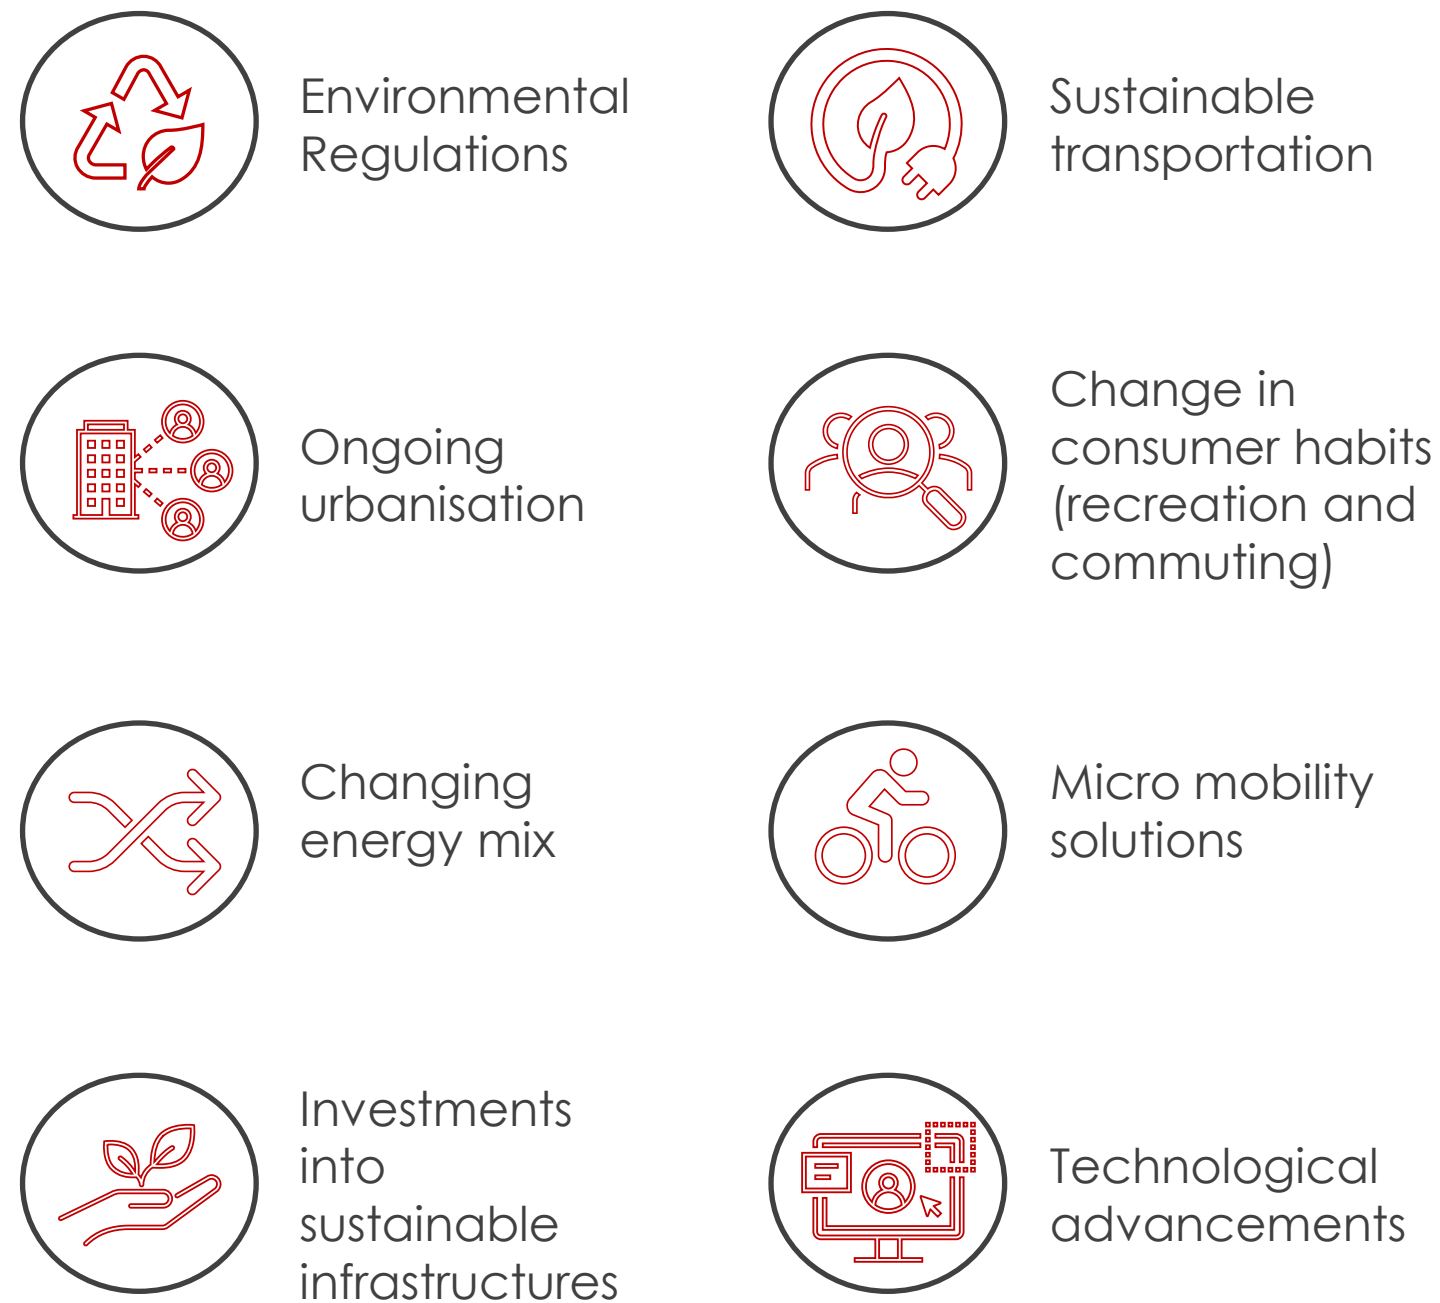 Environmental
Regulations
Sustainable
transportation
Ongoing
urbanisation
Change in
consumer habits
(recreation and
commuting)
Changing
energy mix
Micro mobility
solutions
Investments
into
sustainable
infrastructures
Technological
advancements